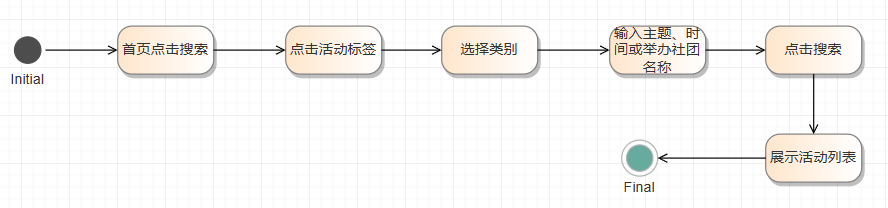 首页点击搜索
点击活动标签
选择类别
输入主题、时
间或举办社团
名称
点击搜索
Initial
展示活动列表
Final